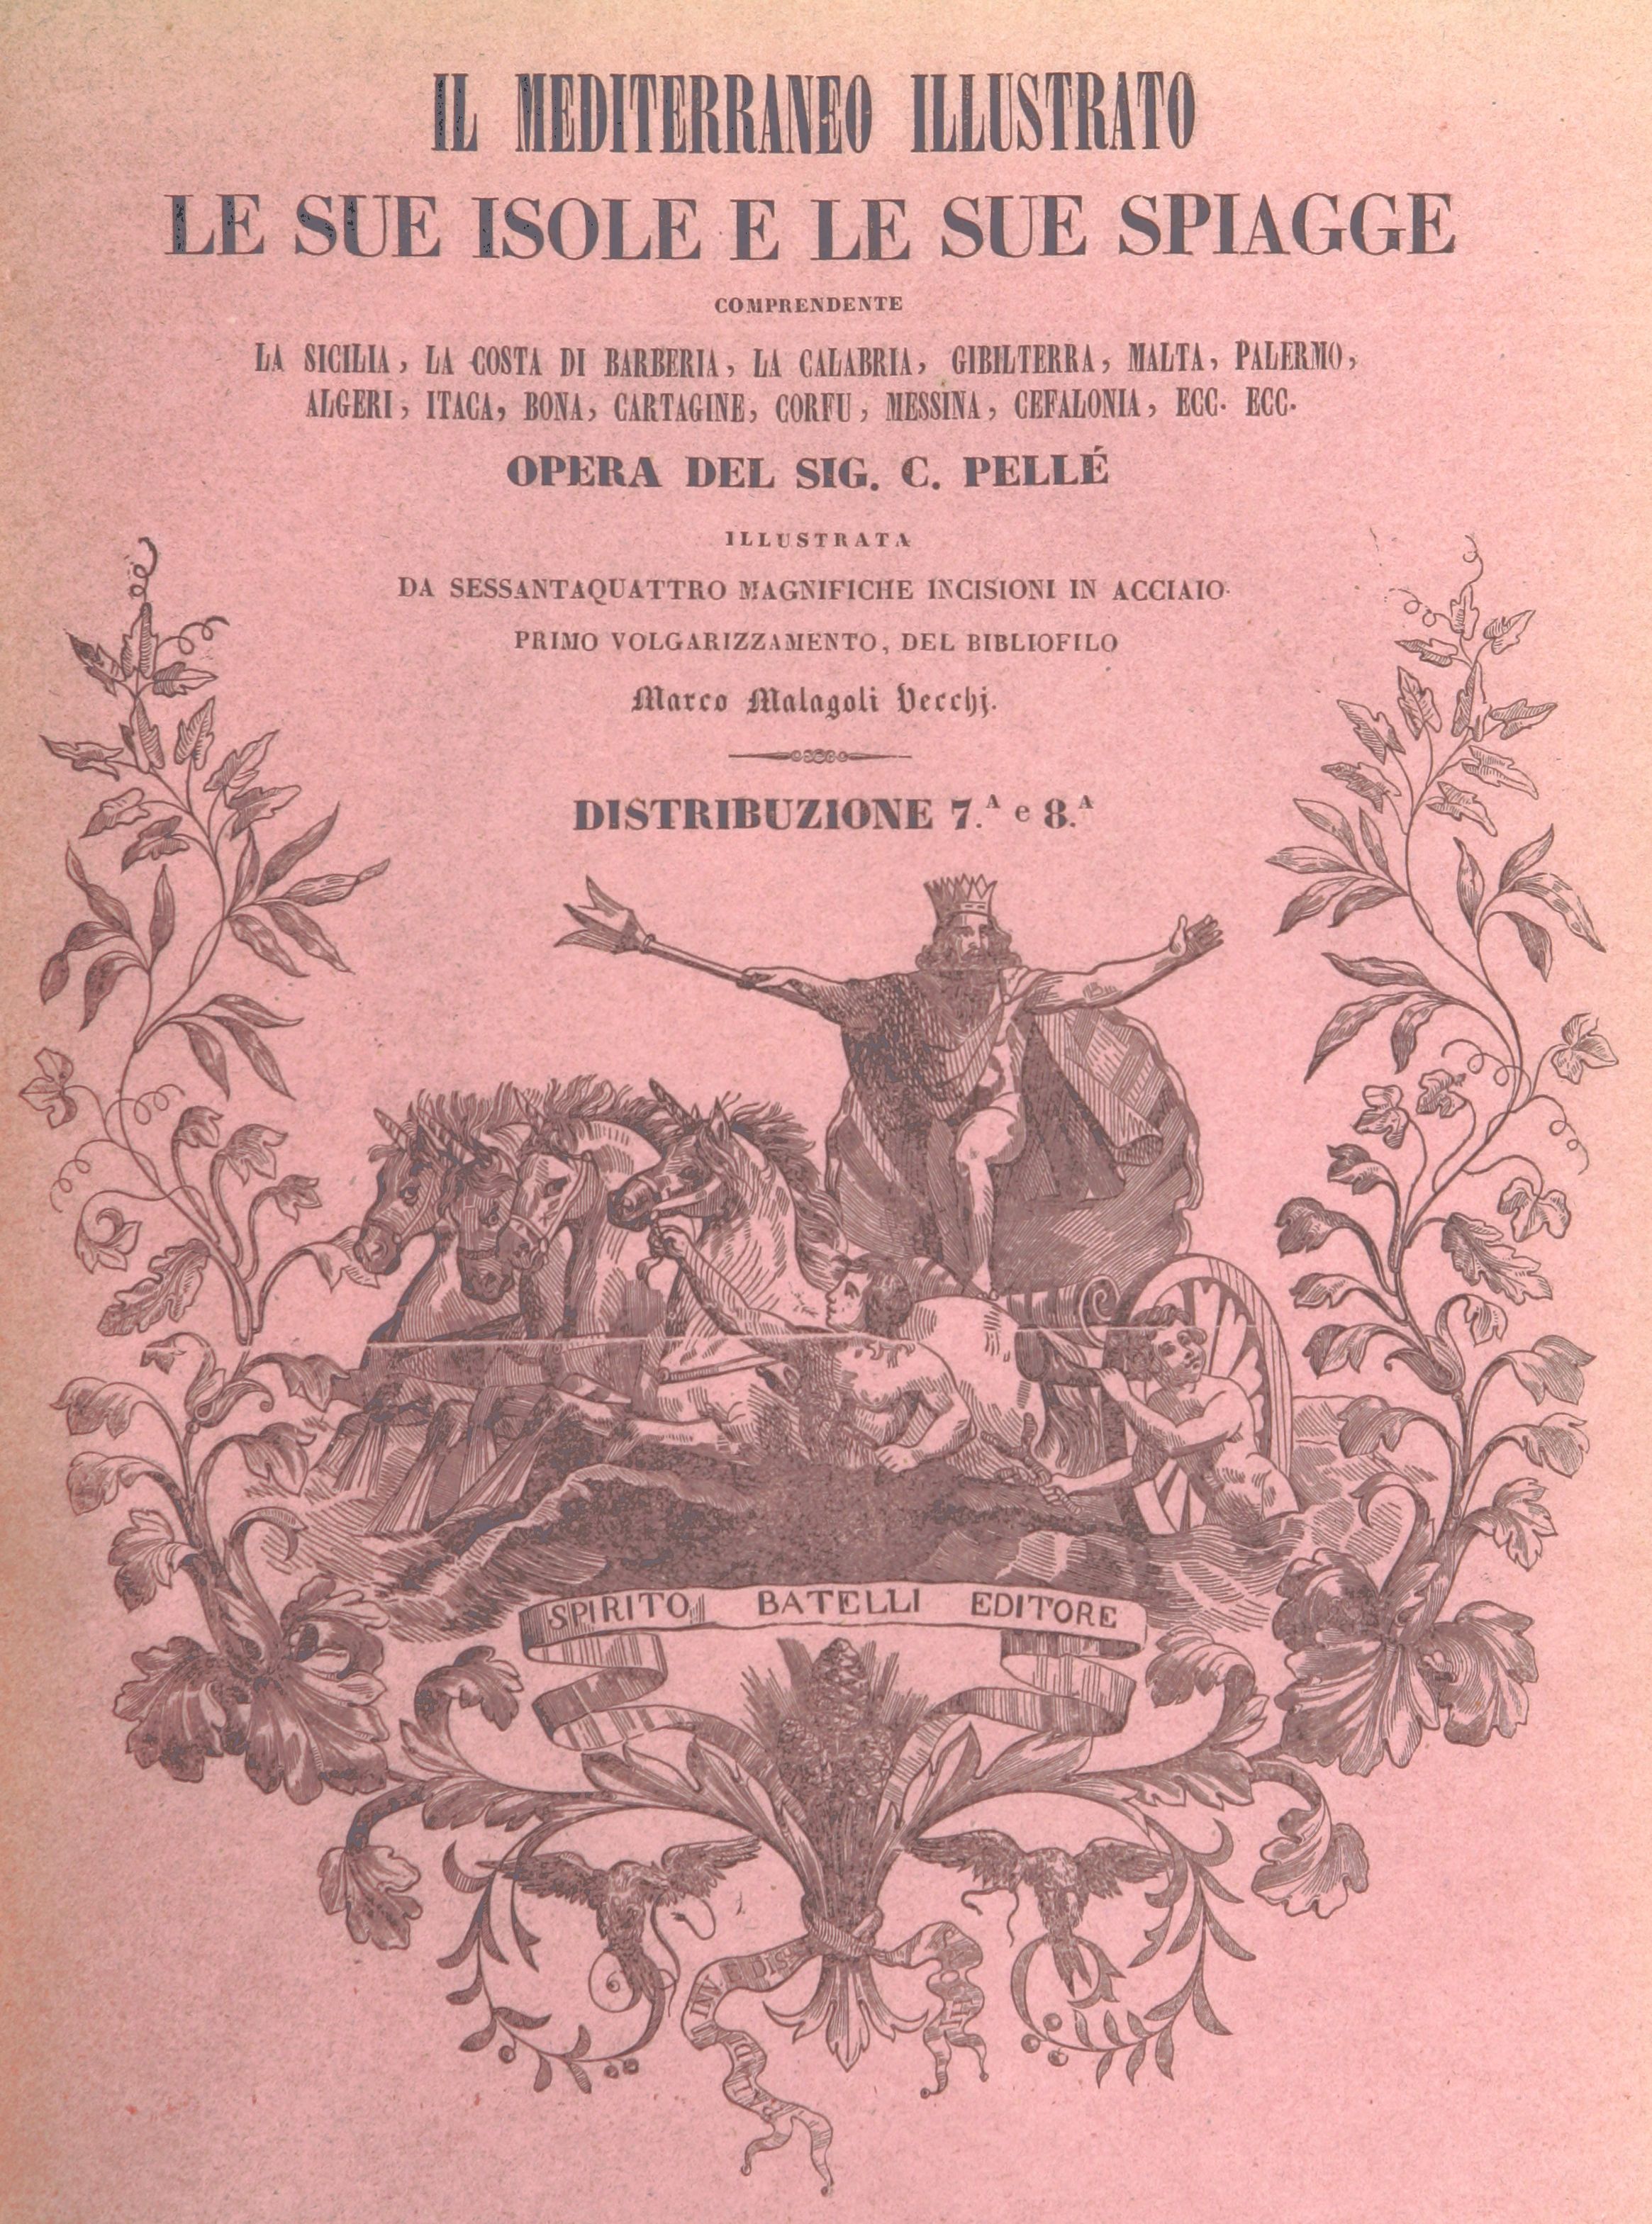 IL MEDITERRANEO ILLUSTRATO
LE SUE ISOLE E LE SUE SPIAGGE
COMPRENDENTE
LA SICILIA, LA COSTA DI BARBERIA, LA CALABRIA, GIBILTERRA, MALTA, PALERMO,
ALGERI, ITACA, BONA, CARTAGINE, CORFU, MESSINA, CEFALONIA, ECC. ECC.
OPERA DEL SIG. C. PELLÉ
ILLUSTRATA
DA SESSANTAQUATTRO MAGNIFICHE INCISIONI IN ACCIAIO
PRIMO VOLGARIZZAMENTO, DEL BIBLIOFILO
Marco Malagoli Vecchj.
DISTRIBUZIONE 7.A e 8.A
SPIRITO BATELLI EDITORE